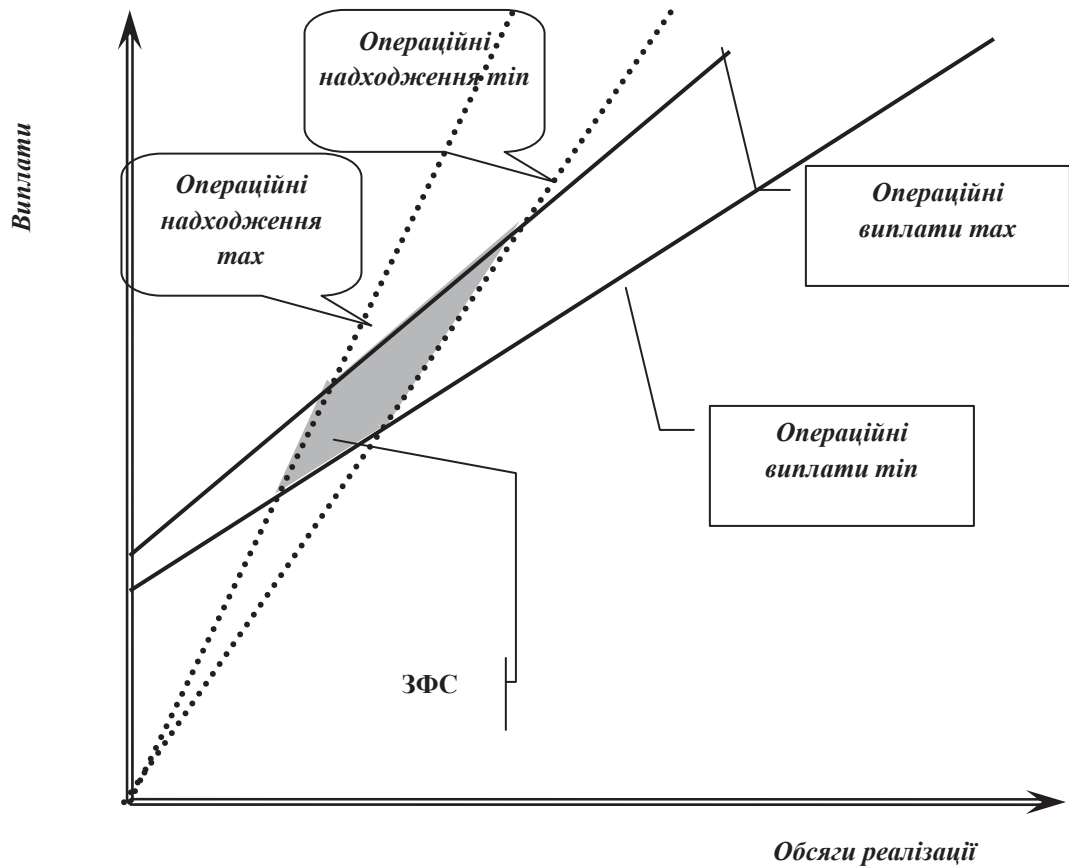 Операційні
надходження min
Операційні
надходження
max
Виплати
Операційні
виплати max
Операційні
виплати min
ЗФС
Обсяги реалізації